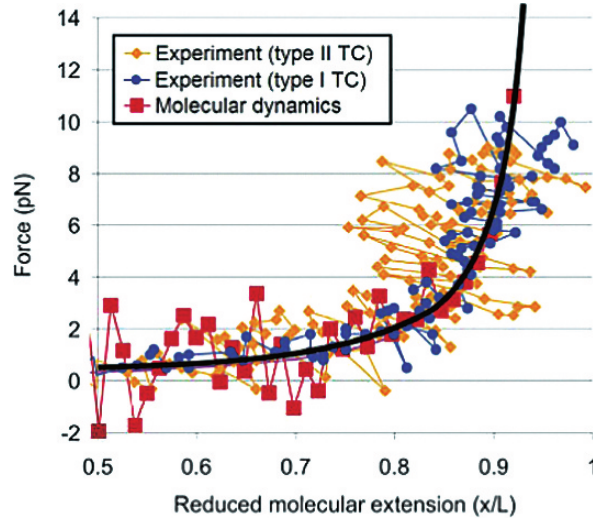 14
12
10
8
6
4
2
0
-2
Force (pN)
Experiment (type II TC)
Experiment (type I TC)
Molecular dynamics
0.5 0.6 0.7 0.8 0.9 1
Reduced molecular extension (x/L)